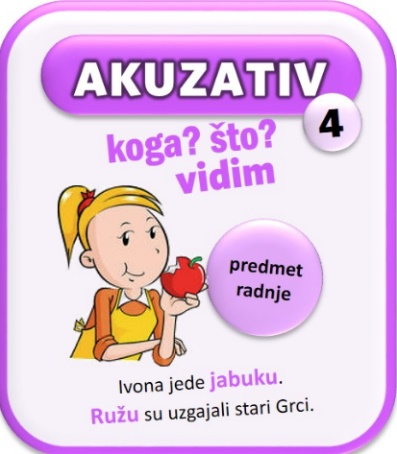 AKUZATIV
4
koga? što?
vidim
predmet
radnje
Ivona jede jabuku.
Ružu su uzgajali stari Grci.